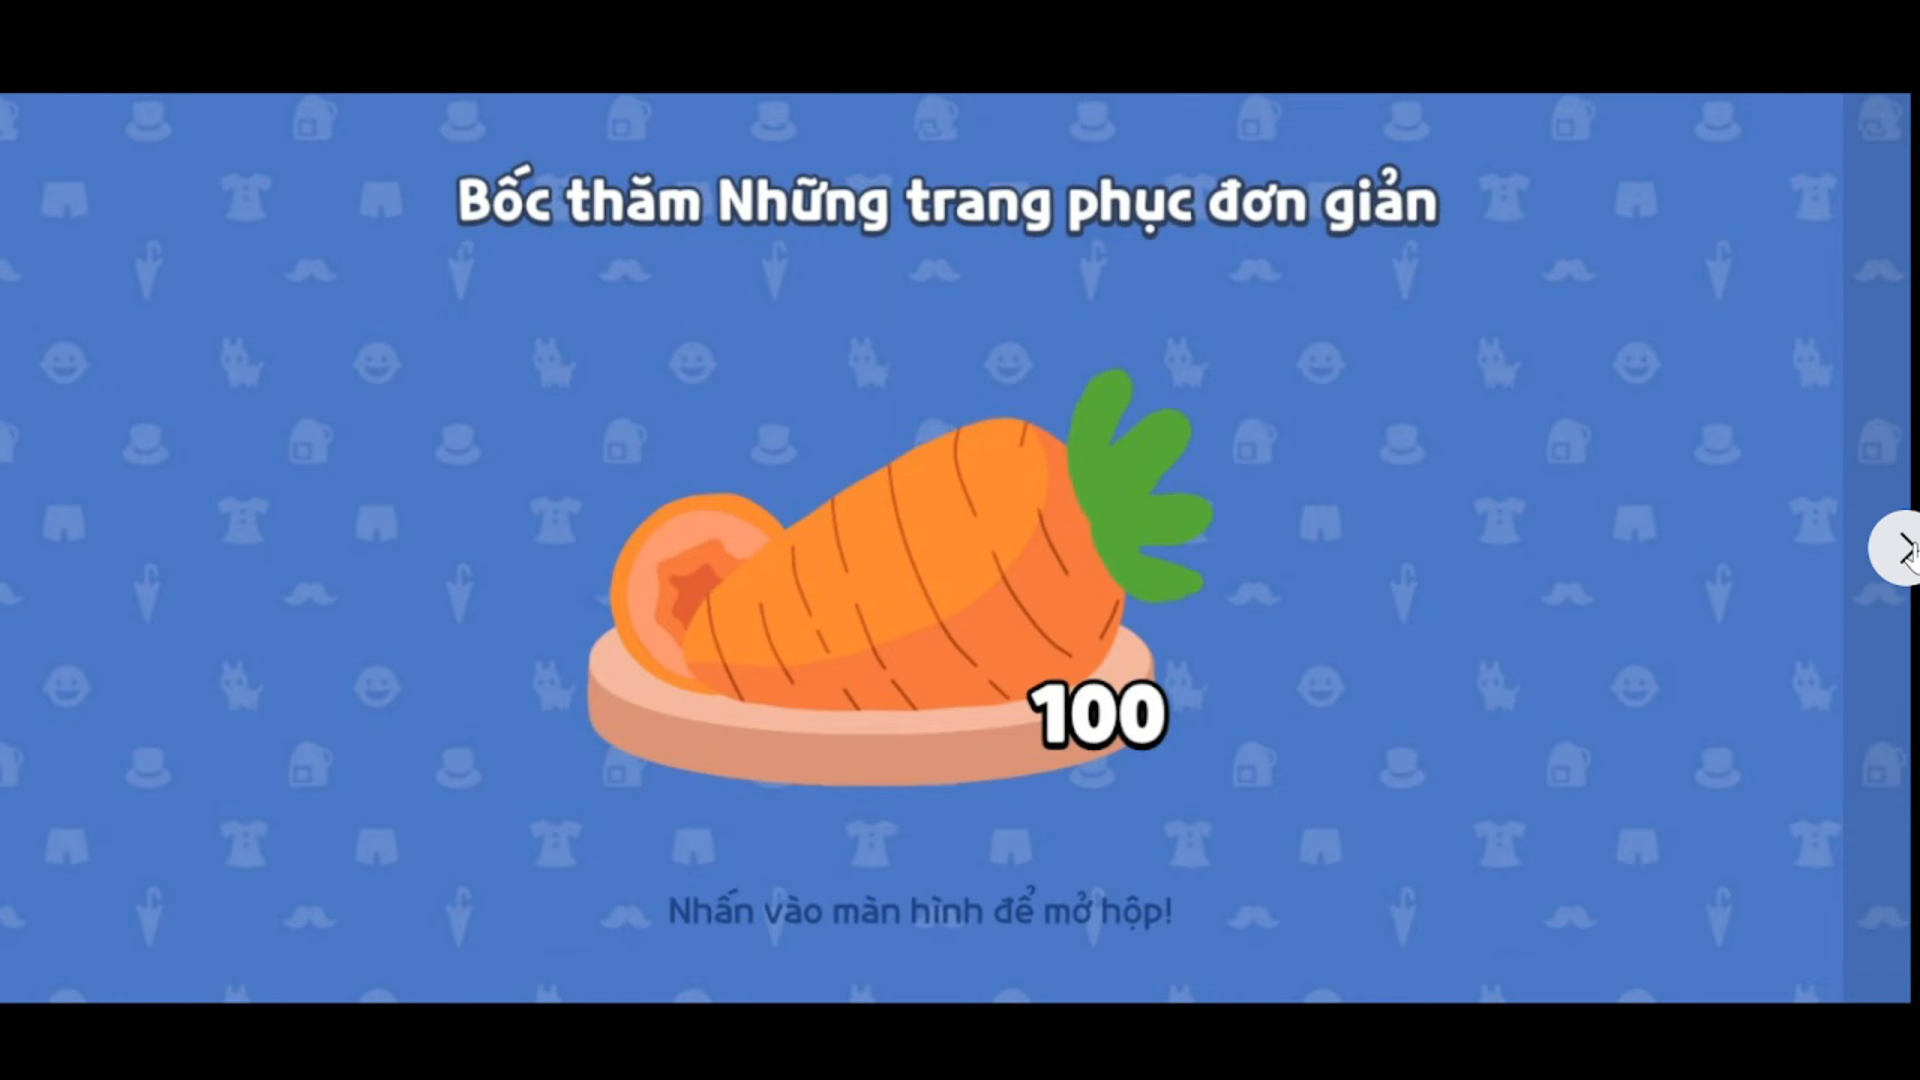 Bốc thăm Những trang phục đơn giản
100
Nhấn vào màn hình để mở hộp!